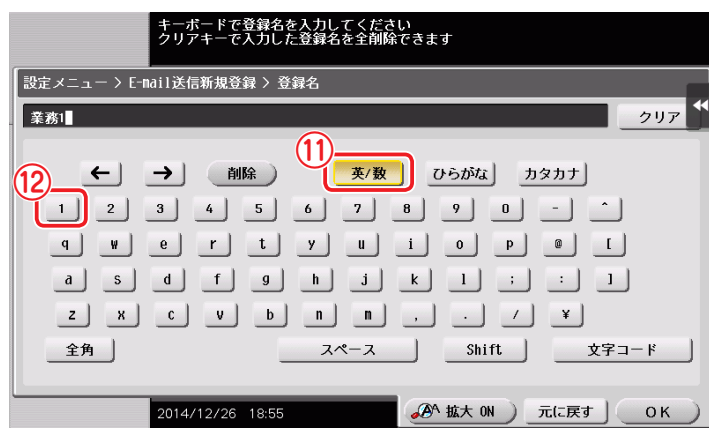 キーボードで登録名を入力してください
クリアキーで入力した登録名を全削除できます
設定メニュー > E-mail送信新規登録 > 登録名
業務1
クリア
⑪
← → 削除 英/数 ひらがな カタカナ
⑫
1 2 3 4 5 6 7 8 9 0 - ^
q w e r t y u i o p @ [
a s d f g h j k l ; : ]
z x c v b n m , . / ¥
全角 スペース Shift 文字コード
2014/12/26 18:55 拡大 ON 元に戻す OK